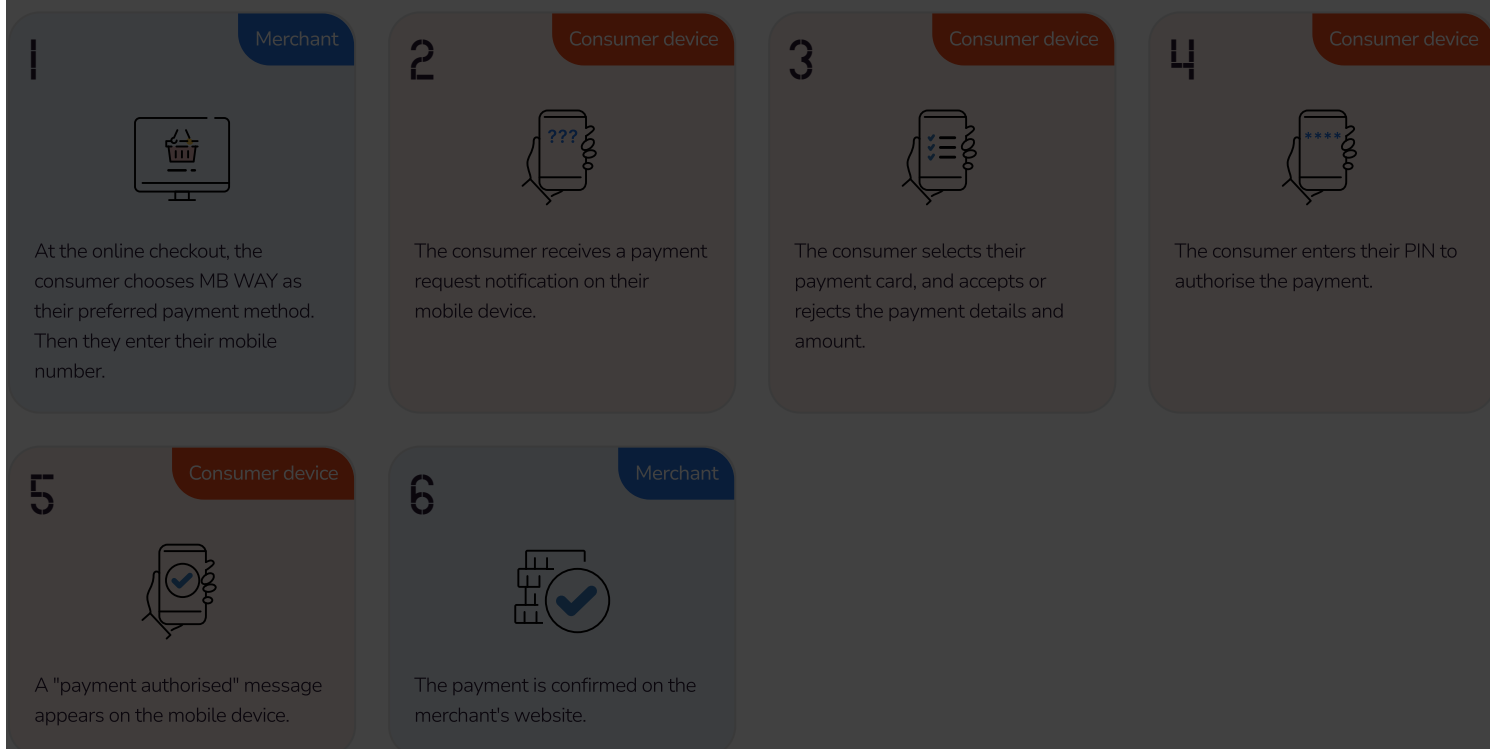 1
Merchant
At the online checkout, the
consumer chooses MB WAY as
their preferred payment method.
Then they enter their mobile
number.
2
Consumer device
???
The consumer receives a payment
request notification on their
mobile device.
3
Consumer device
The consumer selects their
payment card, and accepts or
rejects the payment details and
amount.
4
Consumer device
****
The consumer enters their PIN to
authorise the payment.
5
Consumer device
A "payment authorised" message
appears on the mobile device.
6
Merchant
The payment is confirmed on the
merchant's website.